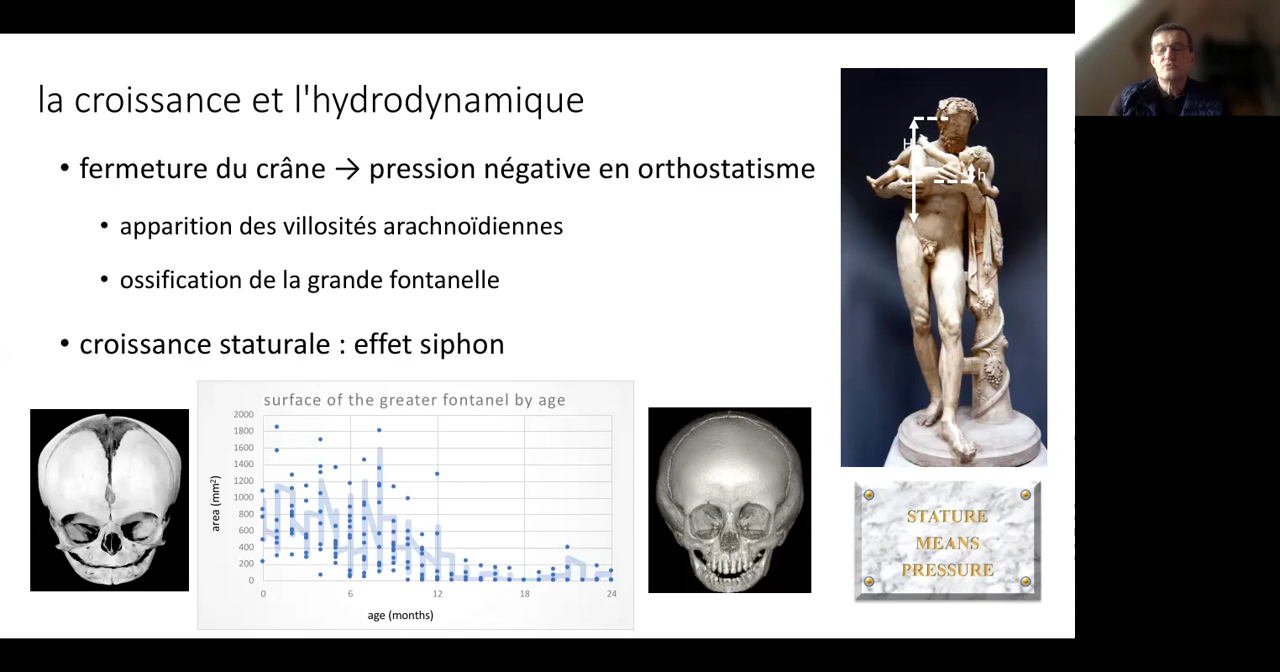 la croissance et l'hydrodynamique
• fermeture du crâne → pression négative en orthostatisme
• apparition des villosités arachnoïdiennes
• ossification de la grande fontanelle
• croissance staturale : effet siphon
surface of the greater fontanel by age
2000
1800
1600
1400
1200
1000
800
600
400
200
0
area (mm²)
0 6 12 18 24
age (months)
H
h
STATURE
MEANS
PRESSURE